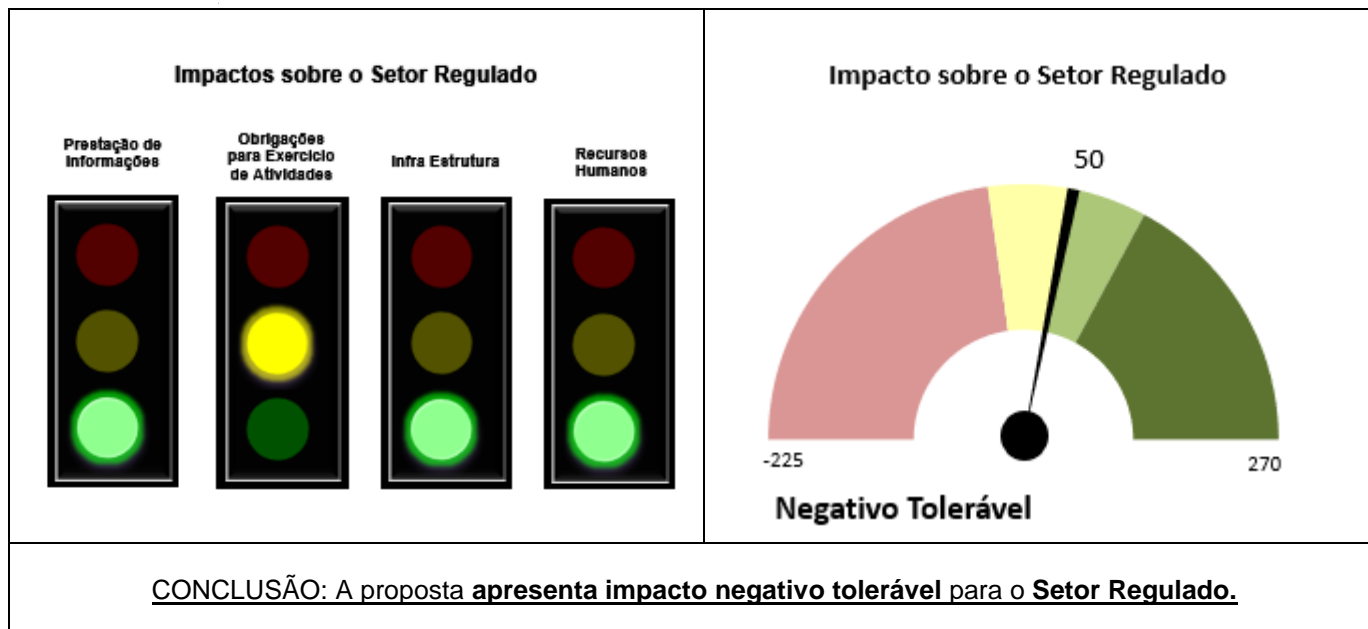 Impactos sobre o Setor Regulado
Prestação de
Informações
Obrigações
para Exercício
de Atividades
Infra Estrutura
Recursos
Humanos
Impacto sobre o Setor Regulado
50
-225
270
Negativo Tolerável
CONCLUSÃO: A proposta apresenta impacto negativo tolerável para o Setor Regulado.